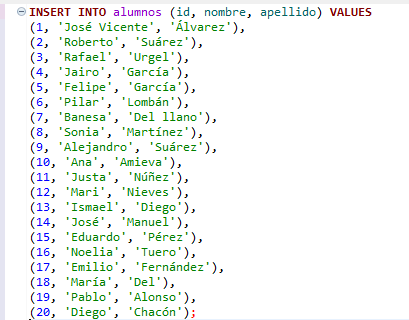 INSERT INTO alumnos (id, nombre, apellido) VALUES
(1, 'José Vicente', 'Álvarez'),
(2, 'Roberto', 'Suárez'),
(3, 'Rafael', 'Urgel'),
(4, 'Jairo', 'García'),
(5, 'Felipe', 'García'),
(6, 'Pilar', 'Lombán'),
(7, 'Banesa', 'Del llano'),
(8, 'Sonia', 'Martínez'),
(9, 'Alejandro', 'Suárez'),
(10, 'Ana', 'Amieva'),
(11, 'Justa', 'Núñez'),
(12, 'Mari', 'Nieves'),
(13, 'Ismael', 'Diego'),
(14, 'José', 'Manuel'),
(15, 'Eduardo', 'Pérez'),
(16, 'Noelia', 'Tuero'),
(17, 'Emilio', 'Fernández'),
(18, 'María', 'Del'),
(19, 'Pablo', 'Alonso'),
(20, 'Diego', 'Chacón');